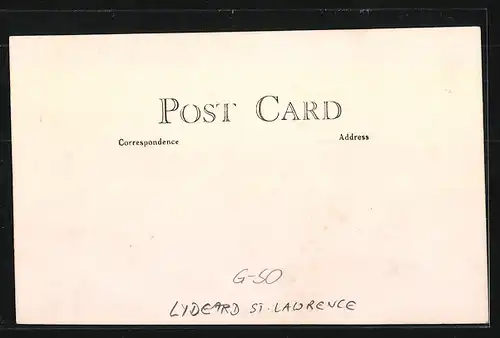 POST CARD
Correspondence Address
G-50
LYDEARD ST. LAWRENCE